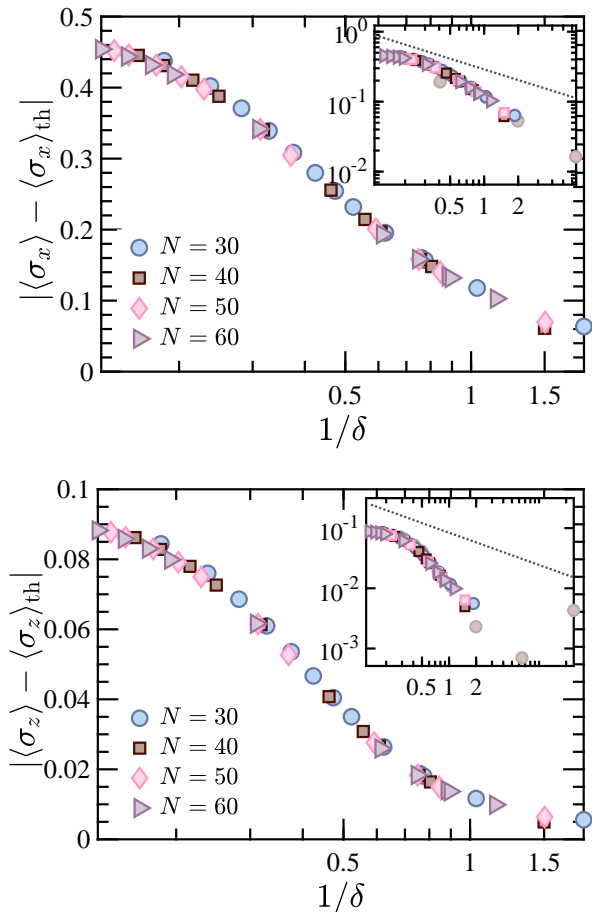 |⟨σ_x⟩ − ⟨σ_x⟩_th|
0.5
0.4
0.3
0.2
0.1
0
0.5
1
1.5
1/δ
N = 30
N = 40
N = 50
N = 60
10^0
10^{-1}
10^{-2}
0.5 1 2
|⟨σ_z⟩ − ⟨σ_z⟩_th|
0.1
0.08
0.06
0.04
0.02
0
0.5
1
1.5
1/δ
N = 30
N = 40
N = 50
N = 60
10^{-1}
10^{-2}
10^{-3}
0.5 1 2